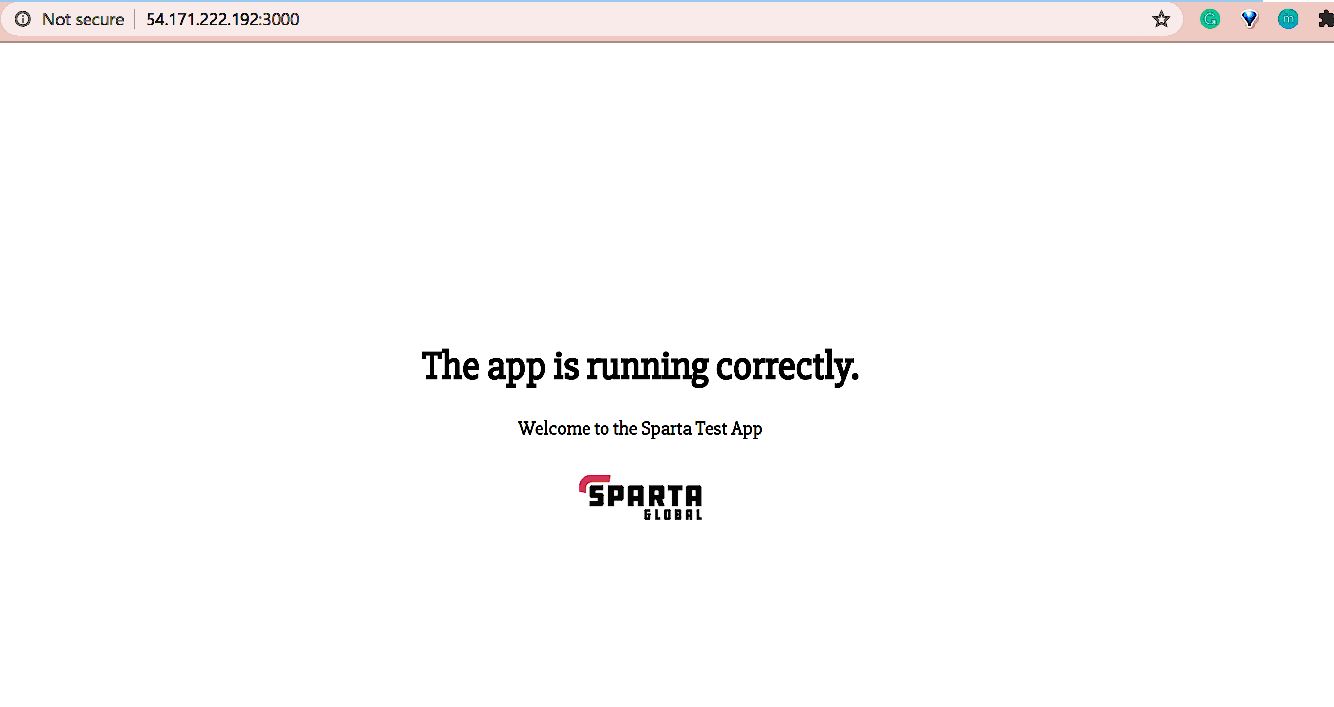 Not secure
54.171.222.192:3000
The app is running correctly.
Welcome to the Sparta Test App
SPARTA
GLOBAL